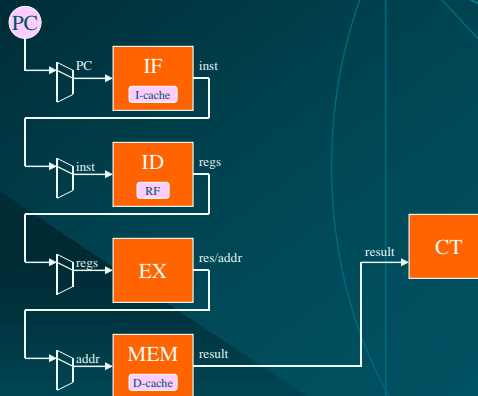 PC
PC
IF
inst
I-cache
inst
ID
regs
RF
regs
EX
res/addr
result
CT
addr
MEM
result
D-cache